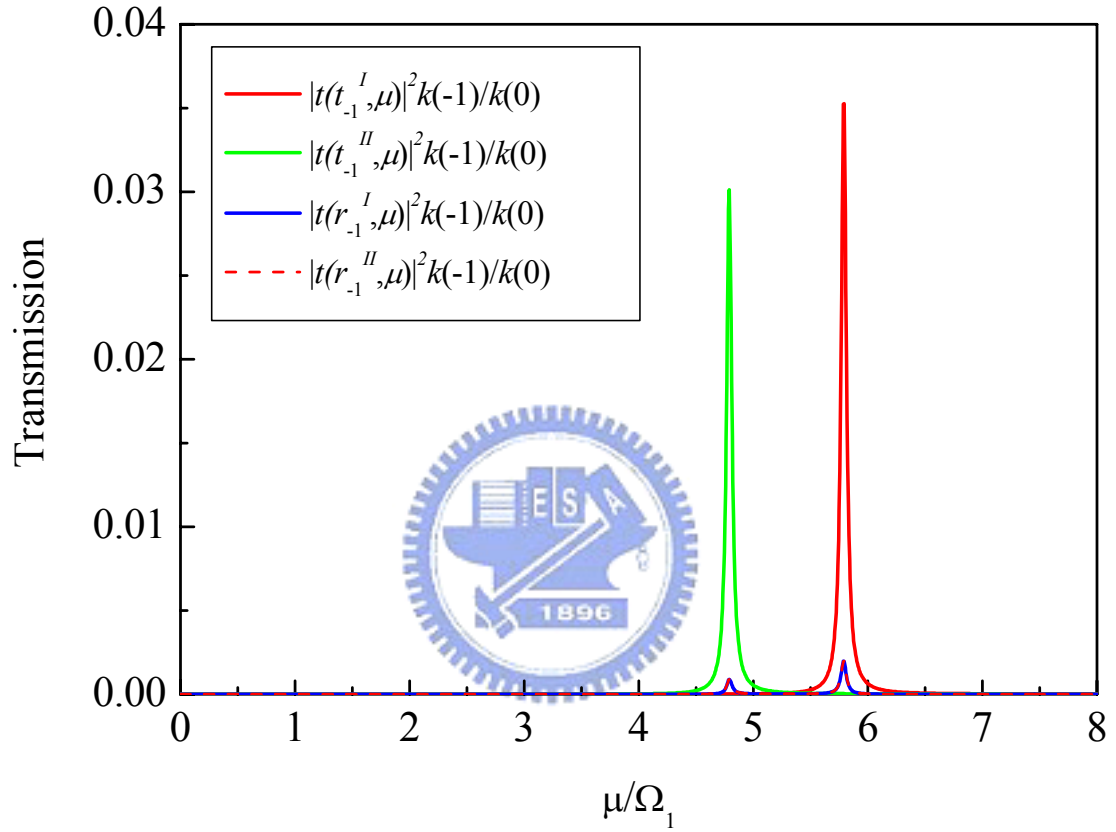 0.04
0.03
0.02
0.01
0.00
Transmission
|t(t₋₁ᴵ,μ)|²k(-1)/k(0)
|t(t₋₁ᴵᴵ,μ)|²k(-1)/k(0)
|t(r₋₁ᴵ,μ)|²k(-1)/k(0)
|t(r₋₁ᴵᴵ,μ)|²k(-1)/k(0)
E S A
1896
0 1 2 3 4 5 6 7 8
μ/Ω₁